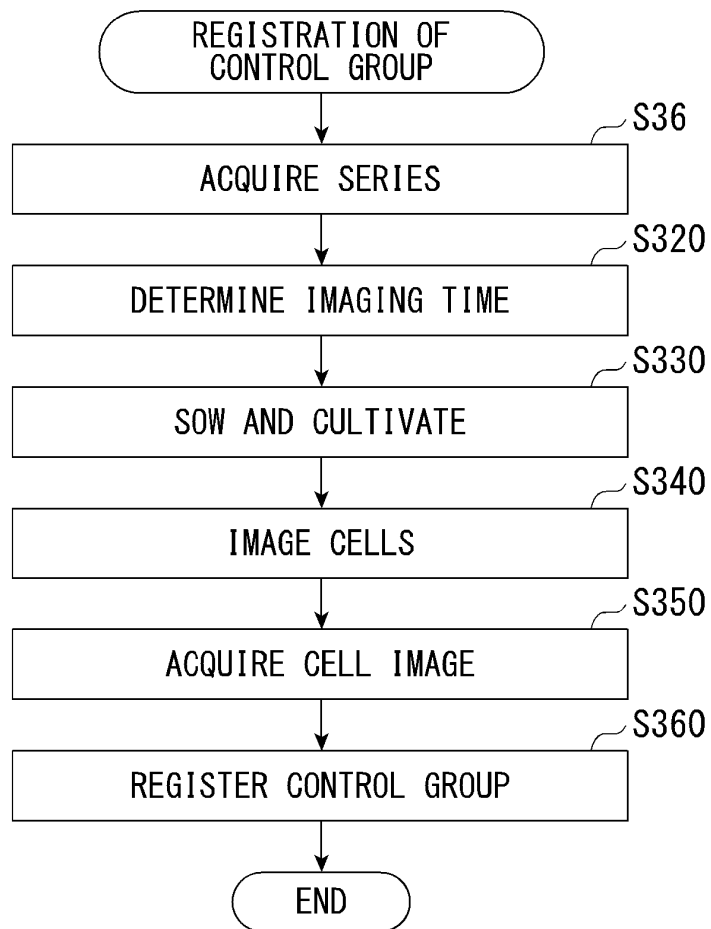 REGISTRATION OF
CONTROL GROUP
S36
ACQUIRE SERIES
S320
DETERMINE IMAGING TIME
S330
SOW AND CULTIVATE
S340
IMAGE CELLS
S350
ACQUIRE CELL IMAGE
S360
REGISTER CONTROL GROUP
END